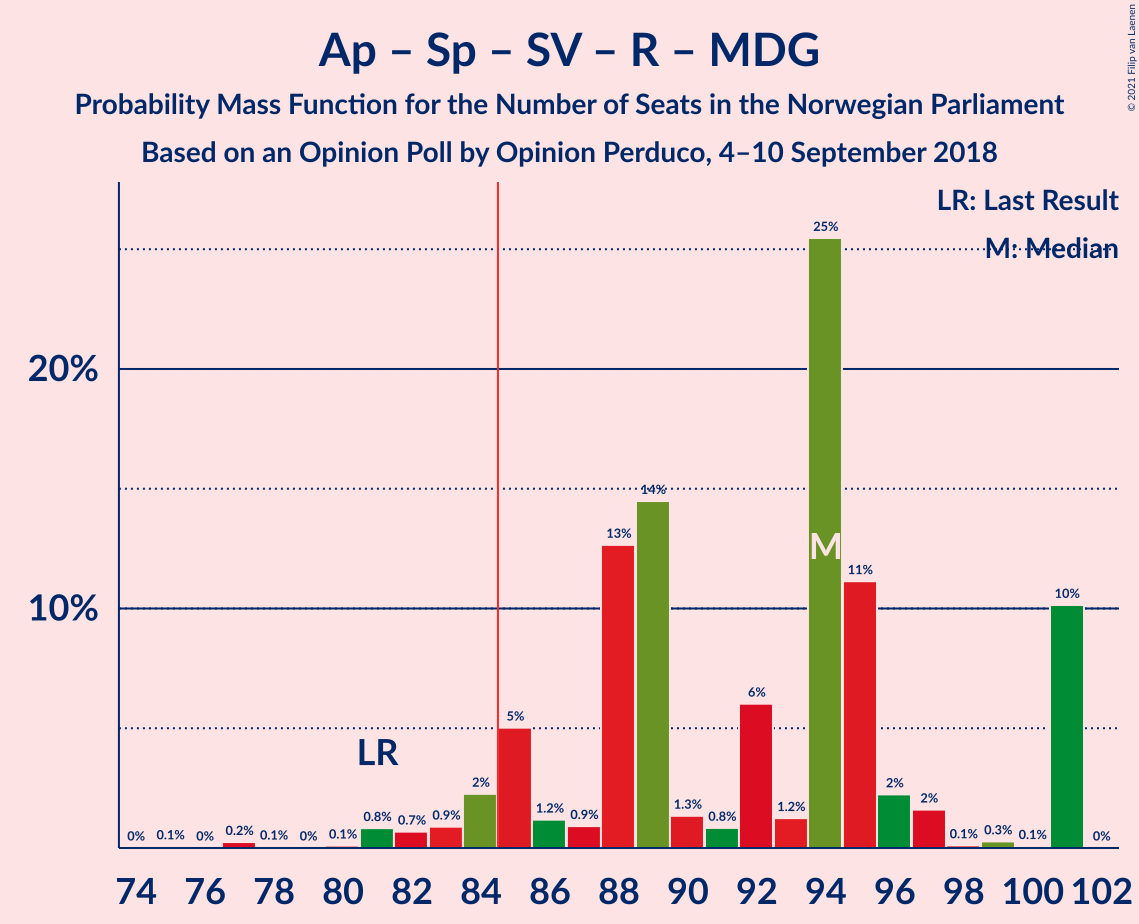 Ap – Sp – SV – R – MDG
Probability Mass Function for the Number of Seats in the Norwegian Parliament
Based on an Opinion Poll by Opinion Perduco, 4–10 September 2018
© 2021 Filip van Laenen
LR: Last Result
M: Median
20%
10%
LR
M
0% 0.1% 0% 0.2% 0.1% 0% 0.1% 0.8% 0.7% 0.9% 2% 5% 1.2% 0.9% 13% 14% 1.3% 0.8% 6% 1.2% 25% 11% 2% 2% 0.1% 0.3% 0.1% 10% 0%
74 76 78 80 82 84 86 88 90 92 94 96 98 100 102